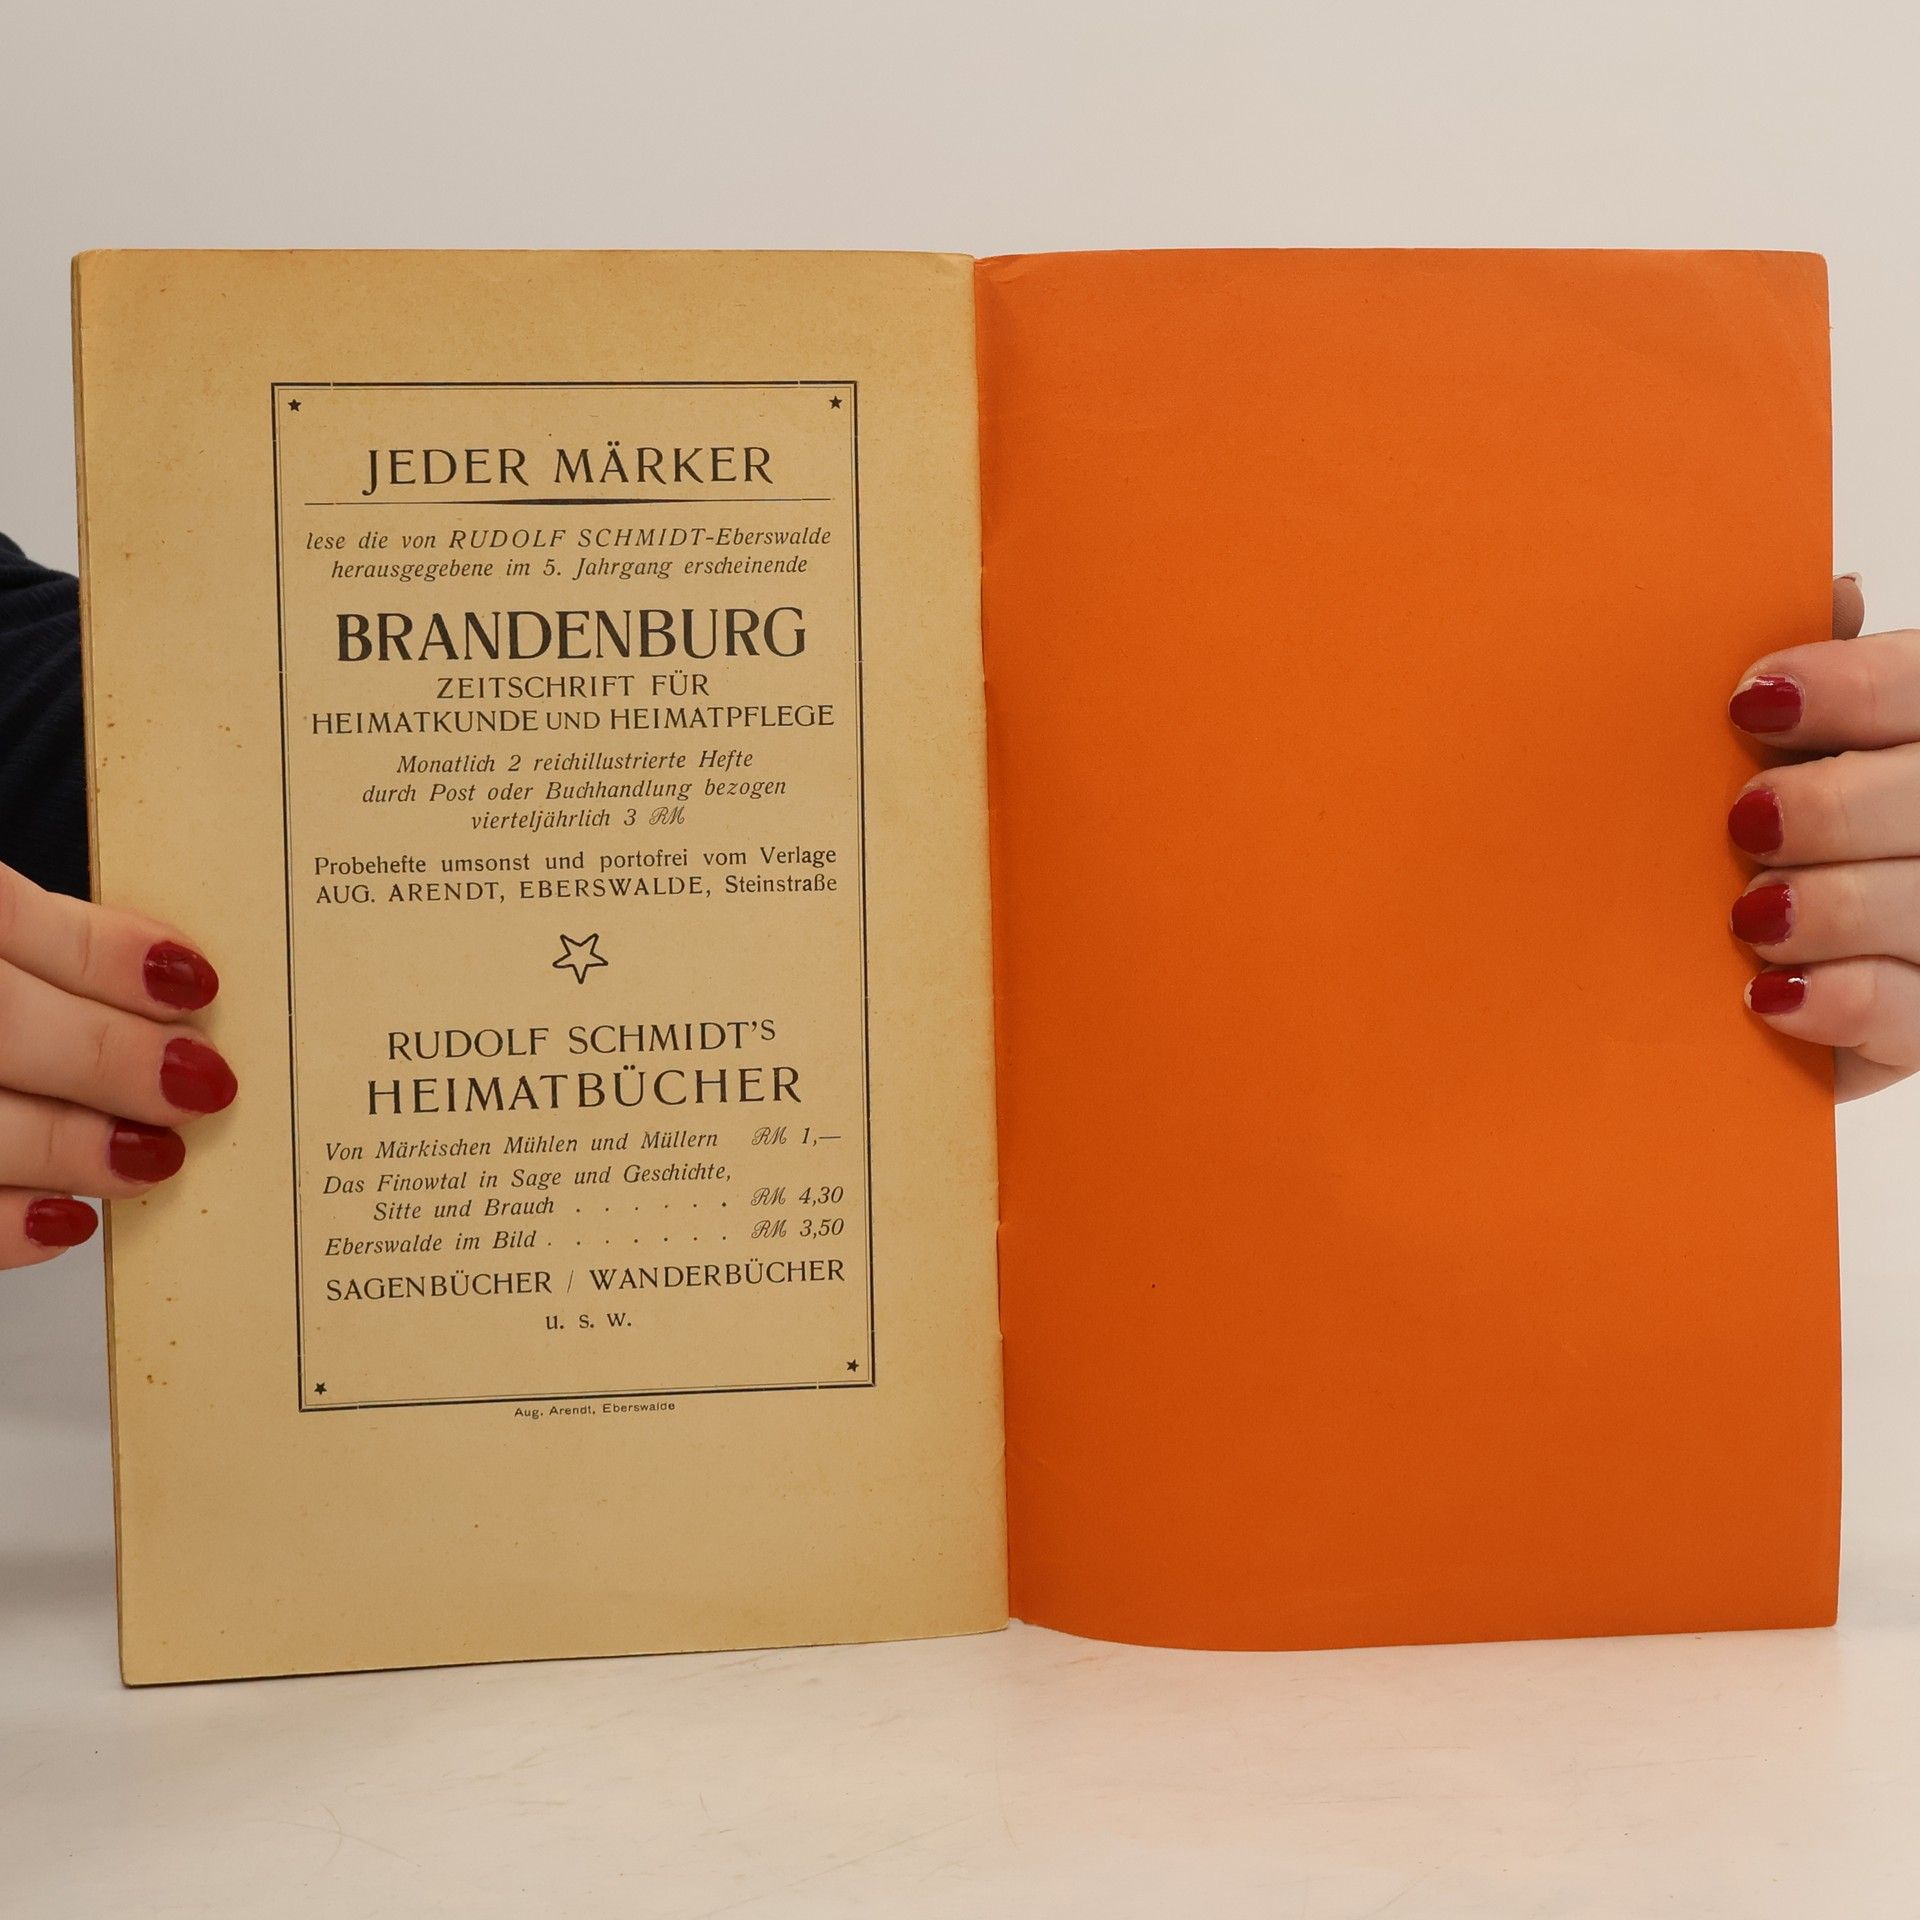 JEDER MÄRKER
lese die von RUDOLF SCHMIDT-Eberswalde
herausgegebene im 5. Jahrgang erscheinende
BRANDENBURG
ZEITSCHRIFT FÜR
HEIMATKUNDE UND HEIMATPFLEGE
Monatlich 2 reichillustrierte Hefte
durch Post oder Buchhandlung bezogen
vierteljährlich 3 RM
Probehefte umsonst und portofrei vom Verlage
AUG. ARENDT, EBERSWALDE, Steinstraße
RUDOLF SCHMIDT'S
HEIMATBÜCHER
Von Märkischen Mühlen und Müllern RM 1,—
Das Finowtal in Sage und Geschichte,
Sitte und Brauch . . . . . . RM 4,30
Eberswalde im Bild . . . . . . . RM 3,50
SAGENBÜCHER / WANDERBÜCHER
u. s. w.
Aug. Arendt, Eberswalde